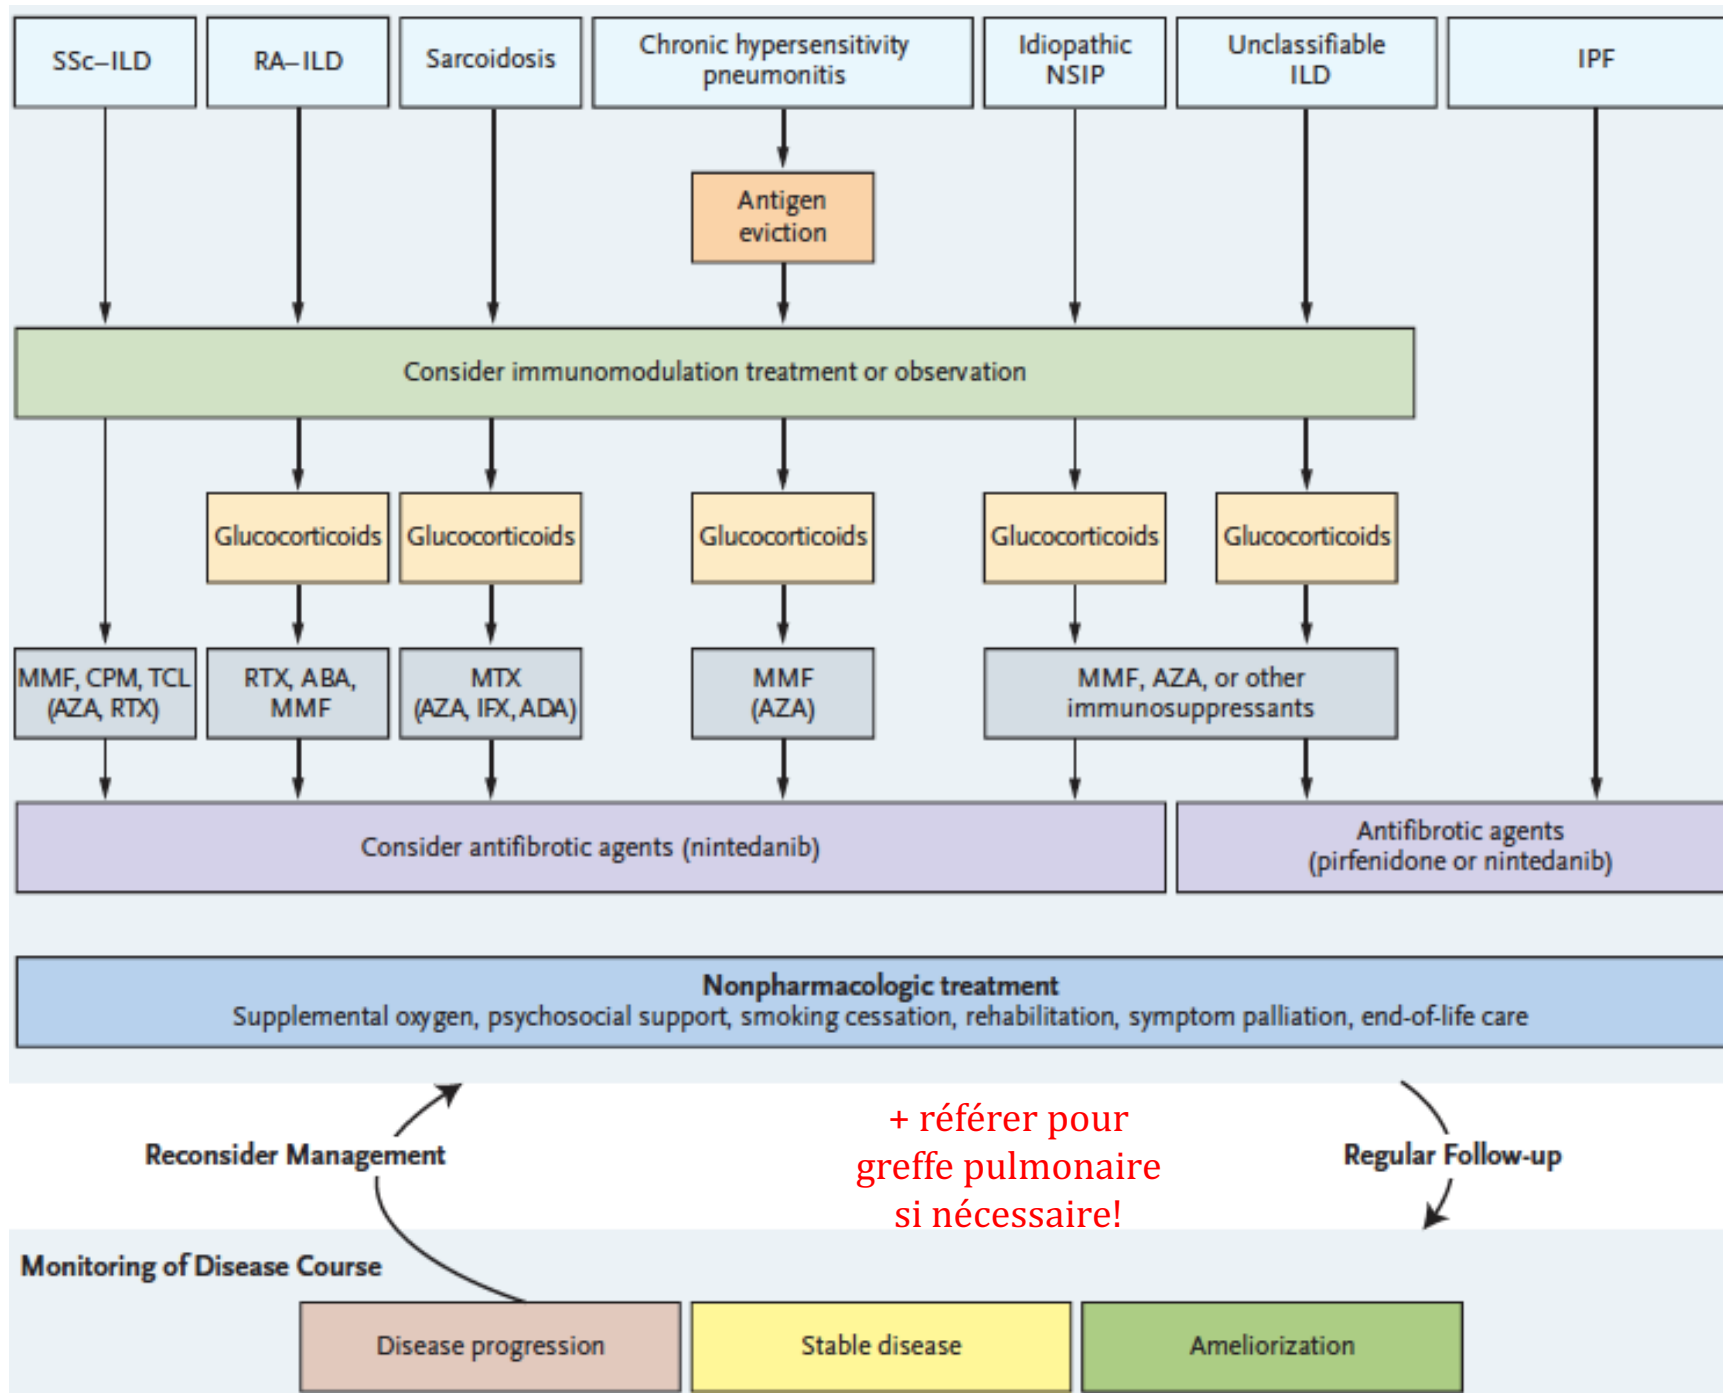 SSc–ILD
RA–ILD
Sarcoidosis
Chronic hypersensitivity
pneumonitis
Idiopathic
NSIP
Unclassifiable
ILD
IPF
Antigen
eviction
Consider immunomodulation treatment or observation
Glucocorticoids
Glucocorticoids
Glucocorticoids
Glucocorticoids
Glucocorticoids
MMF, CPM, TCL
(AZA, RTX)
RTX, ABA,
MMF
MTX
(AZA, IFX, ADA)
MMF
(AZA)
MMF, AZA, or other
immunosuppressants
Consider antifibrotic agents (nintedanib)
Antifibrotic agents
(pirfenidone or nintedanib)
Nonpharmacologic treatment
Supplemental oxygen, psychosocial support, smoking cessation, rehabilitation, symptom palliation, end-of-life care
+ référer pour
greffe pulmonaire
si nécessaire!
Reconsider Management
Regular Follow-up
Monitoring of Disease Course
Disease progression
Stable disease
Ameliorization